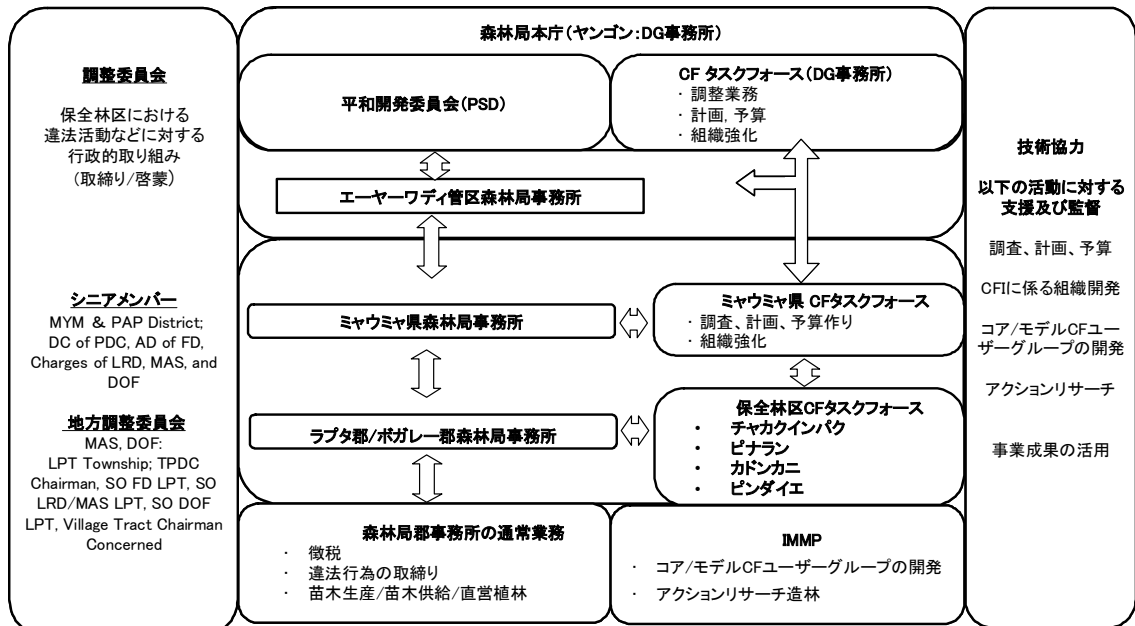 調整委員会
保全林区における
違法活動などに対する
行政的取り組み
(取締り/啓蒙)
シニアメンバー
MYM & PAP District;
DC of PDC, AD of FD,
Charges of LRD, MAS, and
DOF
地方調整委員会
MAS, DOF:
LPT Township; TPDC
Chairman, SO FD LPT, SO
LRD/MAS LPT, SO DOF
LPT, Village Tract Chairman
Concerned
森林局本庁(ヤンゴン:DG事務所)
平和開発委員会(PSD)
CF タスクフォース(DG事務所)
・ 調整業務
・ 計画, 予算
・ 組織強化
エーヤーワディ管区森林局事務所
ミャウミャ県森林局事務所
ミャウミャ県 CFタスクフォース
・ 調査、計画、予算作り
・ 組織強化
ラプタ郡/ボガレー郡森林局事務所
保全林区CFタスクフォース
・ チャカクインパク
・ ピナラン
・ カドンカニ
・ ピンダイエ
森林局郡事務所の通常業務
・ 徴税
・ 違法行為の取締り
・ 苗木生産/苗木供給/直営植林
IMMP
・ コア/モデルCFユーザーグループの開発
・ アクションリサーチ造林
技術協力
以下の活動に対する
支援及び監督
調査、計画、予算
CFIに係る組織開発
コア/モデルCFユー
ザーグループの開発
アクションリサーチ
事業成果の活用